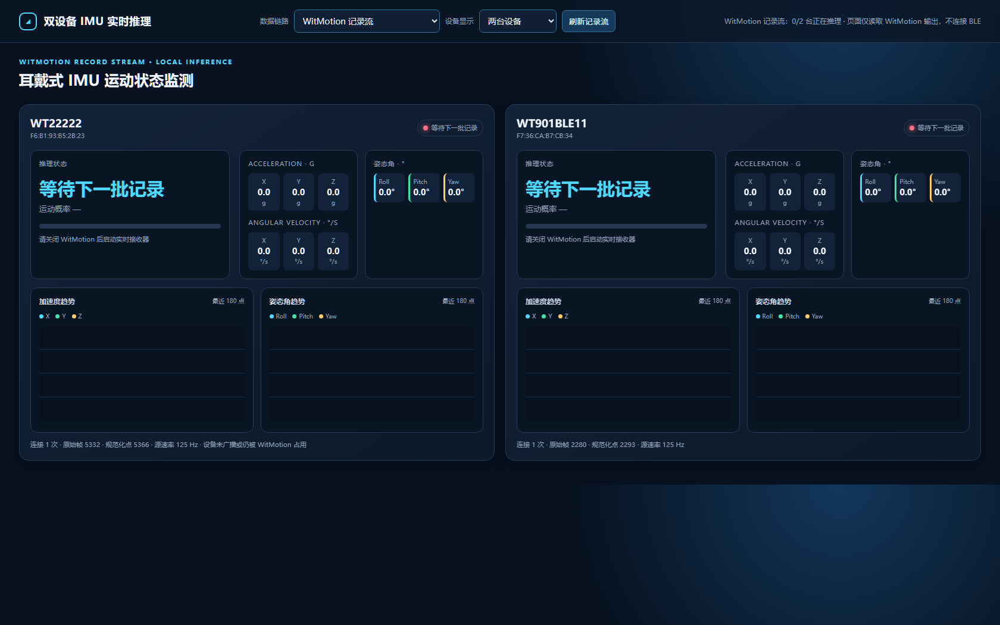 双设备 IMU 实时推理
数据链路 WitMotion 记录流 设备显示 两台设备 刷新记录流
WitMotion 记录流：0/2 台正在推理 · 页面仅读取 WitMotion 输出，不连接 BLE
WITMOTION RECORD STREAM • LOCAL INFERENCE
耳戴式 IMU 运动状态监测
WT22222
F6:B1:93:B5:2B:23
等待下一批记录
推理状态
等待下一批记录
运动概率 —
请关闭 WitMotion 后启动实时接收器
ACCELERATION · G
X Y Z
0.0 0.0 0.0
g g g
ANGULAR VELOCITY · °/S
X Y Z
0.0 0.0 0.0
°/s °/s °/s
姿态角 · °
Roll Pitch Yaw
0.0° 0.0° 0.0°
加速度趋势 最近 180 点
X Y Z
姿态角趋势 最近 180 点
Roll Pitch Yaw
连接 1 次 · 原始帧 5332 · 规范化点 5366 · 源速率 125 Hz · 设备未广播或仍被 WitMotion 占用
WT901BLE11
F7:36:CA:B7:CB:34
等待下一批记录
推理状态
等待下一批记录
运动概率 —
请关闭 WitMotion 后启动实时接收器
ACCELERATION · G
X Y Z
0.0 0.0 0.0
g g g
ANGULAR VELOCITY · °/S
X Y Z
0.0 0.0 0.0
°/s °/s °/s
姿态角 · °
Roll Pitch Yaw
0.0° 0.0° 0.0°
加速度趋势 最近 180 点
X Y Z
姿态角趋势 最近 180 点
Roll Pitch Yaw
连接 1 次 · 原始帧 2280 · 规范化点 2293 · 源速率 125 Hz